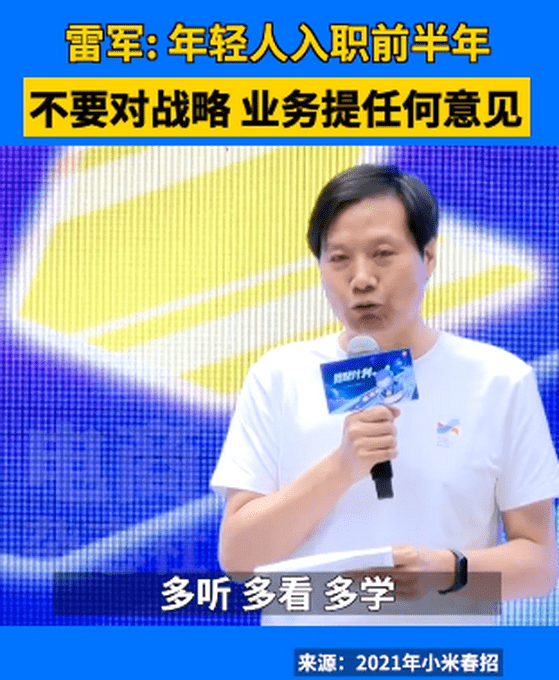 雷军: 年轻人入职前半年
不要对战略 业务提任何意见
多听 多看 多学
来源：2021年小米春招